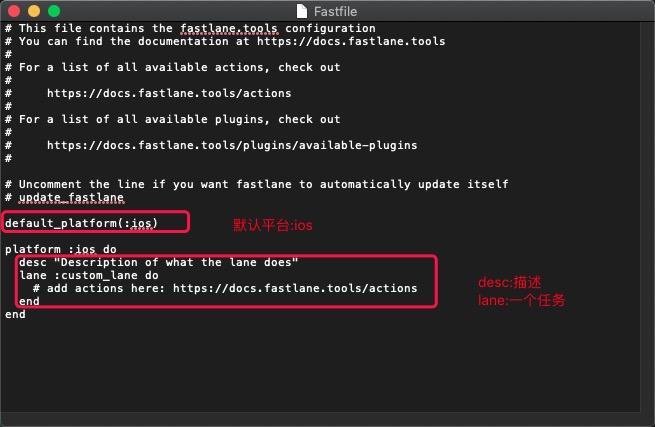 Fastfile
# This file contains the fastlane.tools configuration
# You can find the documentation at https://docs.fastlane.tools
#
# For a list of all available actions, check out
#
#     https://docs.fastlane.tools/actions
#
# For a list of all available plugins, check out
#
#     https://docs.fastlane.tools/plugins/available-plugins
#
# Uncomment the line if you want fastlane to automatically update itself
# update_fastlane
default_platform(:ios)
默认平台:ios
platform :ios do
  desc "Description of what the lane does"
  lane :custom_lane do
    # add actions here: https://docs.fastlane.tools/actions
  end
end
desc:描述
lane:一个任务